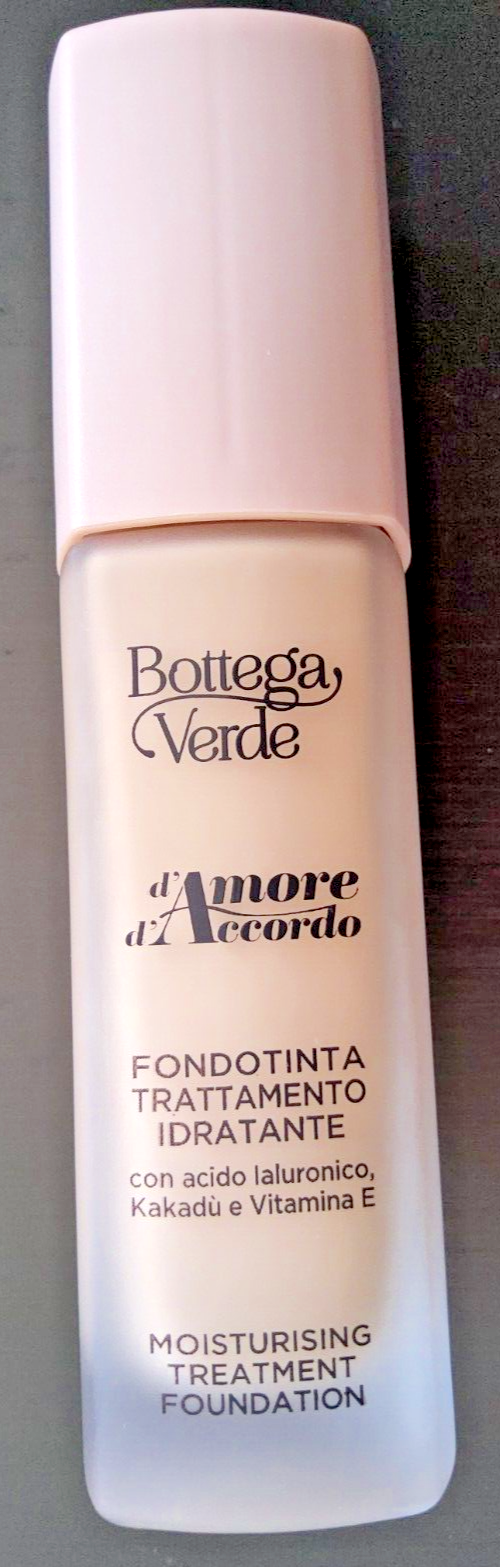 Bottega
Verde
d'Amore
d'Accordo
FONDOTINTA
TRATTAMENTO
IDRATANTE
con acido Ialuronico,
Kakadù e Vitamina E
MOISTURISING
TREATMENT
FOUNDATION